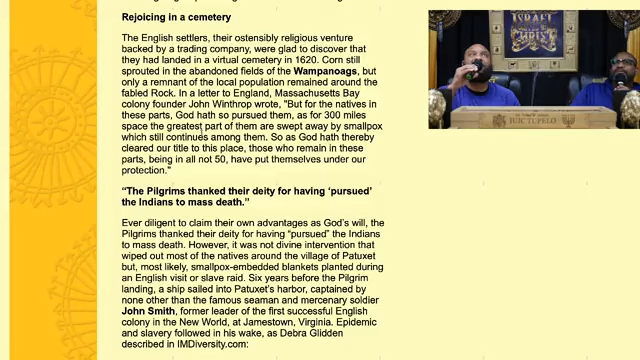 Rejoicing in a cemetery
The English settlers, their ostensibly religious venture
backed by a trading company, were glad to discover that
they had landed in a virtual cemetery in 1620. Corn still
sprouted in the abandoned fields of the Wampanoags, but
only a remnant of the local population remained around the
fabled Rock. In a letter to England, Massachusetts Bay
colony founder John Winthrop wrote, "But for the natives in
these parts, God hath so pursued them, as for 300 miles
space the greatest part of them are swept away by smallpox
which still continues among them. So as God hath thereby
cleared our title to this place, those who remain in these
parts, being in all not 50, have put themselves under our
protection."
“The Pilgrims thanked their deity for having ‘pursued’
the Indians to mass death.”
Ever diligent to claim their own advantages as God’s will, the
Pilgrims thanked their deity for having “pursued” the Indians
to mass death. However, it was not divine intervention that
wiped out most of the natives around the village of Patuxet
but, most likely, smallpox-embedded blankets planted during
an English visit or slave raid. Six years before the Pilgrim
landing, a ship sailed into Patuxet’s harbor, captained by
none other than the famous seaman and mercenary soldier
John Smith, former leader of the first successful English
colony in the New World, at Jamestown, Virginia. Epidemic
and slavery followed in his wake, as Debra Glidden
described in IMDiversity.com:
ISRAEL
CHRIST
IUIC TUPELO